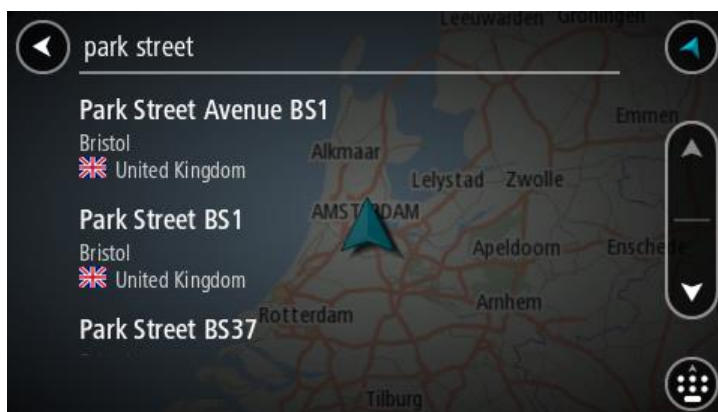 Leeuwarden Groningen
park street
Park Street Avenue BS1
Bristol
United Kingdom
Emmen
Alkmaar
Lelystad Zwolle
AMSTERDAM
Park Street BS1
Bristol
United Kingdom
Apeldoorn Enschede
Arnhem
Rotterdam
Park Street BS37
Tilburg